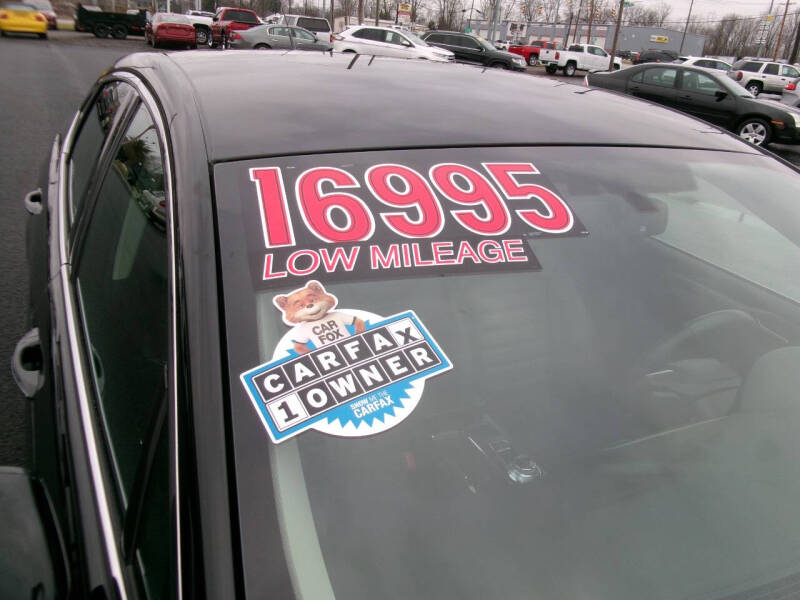 16995
LOW MILEAGE
CAR
FOX
CARFAX
1 OWNER
SHOW ME THE
CARFAX